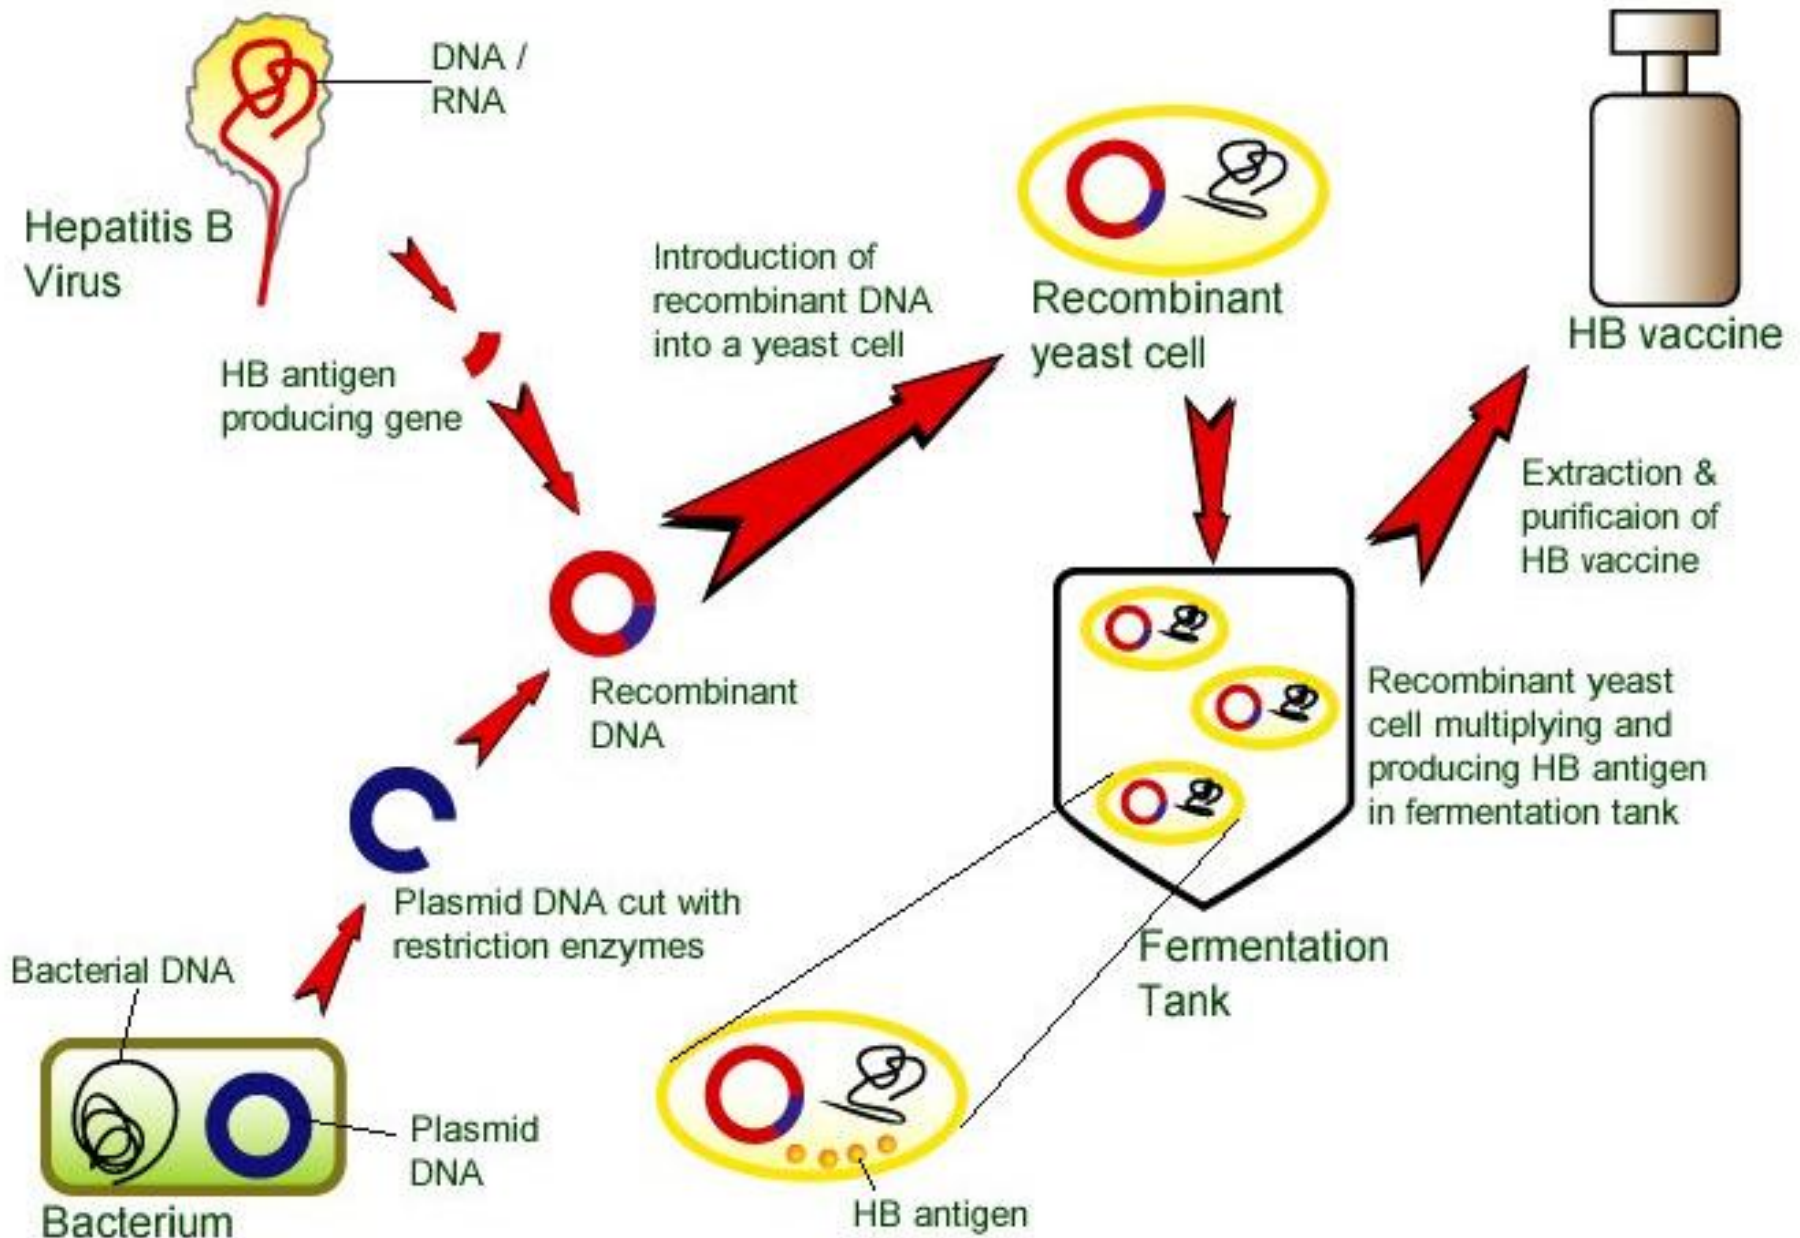 DNA /
RNA
Hepatitis B
Virus
HB antigen
producing gene
Introduction of
recombinant DNA
into a yeast cell
Recombinant
yeast cell
HB vaccine
Extraction &
purificaion of
HB vaccine
Recombinant
DNA
Recombinant yeast
cell multiplying and
producing HB antigen
in fermentation tank
Plasmid DNA cut with
restriction enzymes
Fermentation
Tank
Bacterial DNA
Plasmid
DNA
Bacterium
HB antigen